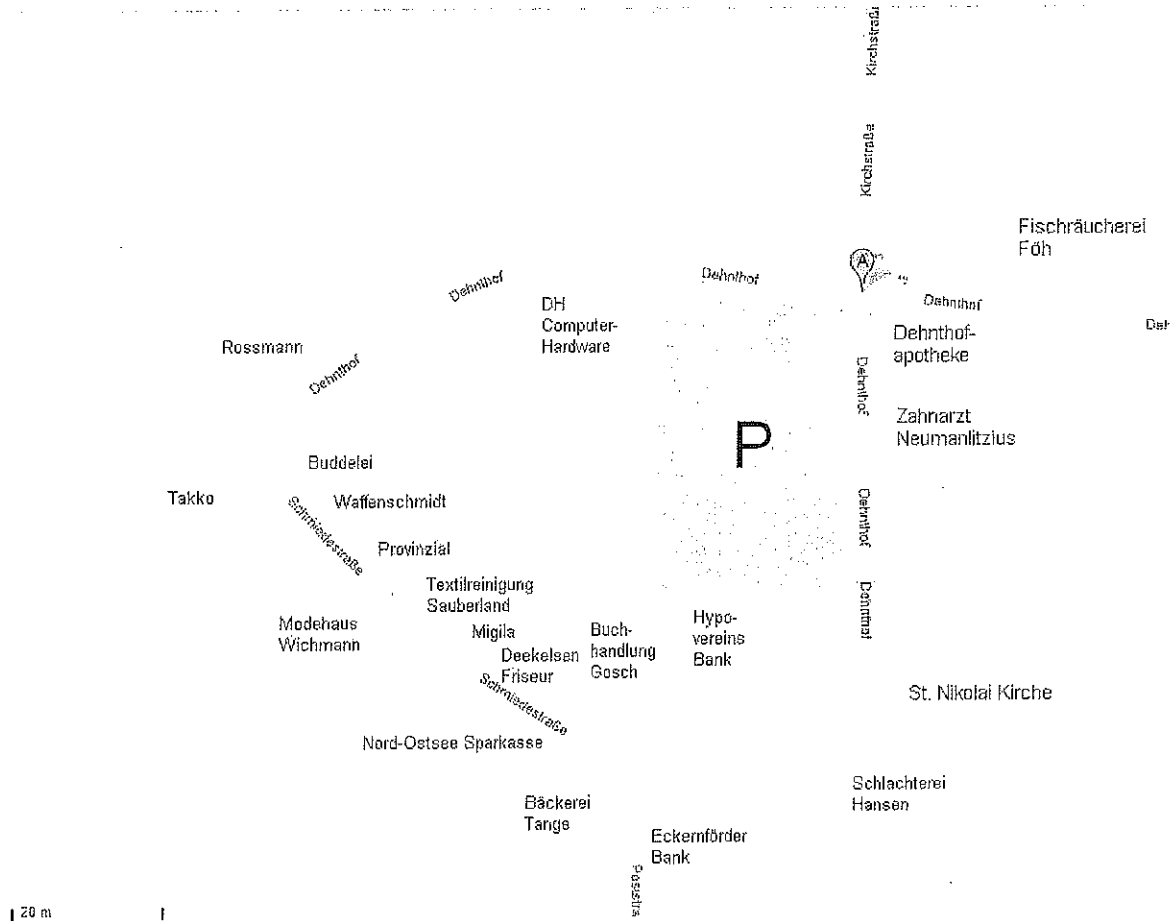 Kirchstraße
Kirchstraße
Fischräucherei
Föh
A
Dehnthof
Dehnthof
Dehnthof
DH
Computer-
Hardware
Dehnthof-
apotheke
Rossmann
Dehnthof
Dehnthof
P
Zahnarzt
Neumanlitzius
Buddelei
Takko
Waffenschmidt
Schmiedestraße
Dehnthof
Provinzial
Textilreinigung
Sauberland
Dehnthof
Modehaus
Wichmann
Migila
Buch-
handlung
Gosch
Hypo-
vereins
Bank
Deekelsen
Friseur
Schmiedestraße
St. Nikolai Kirche
Nord-Ostsee Sparkasse
Schlachterei
Hansen
Bäckerei
Tange
Eckernförder
Bank
20 m